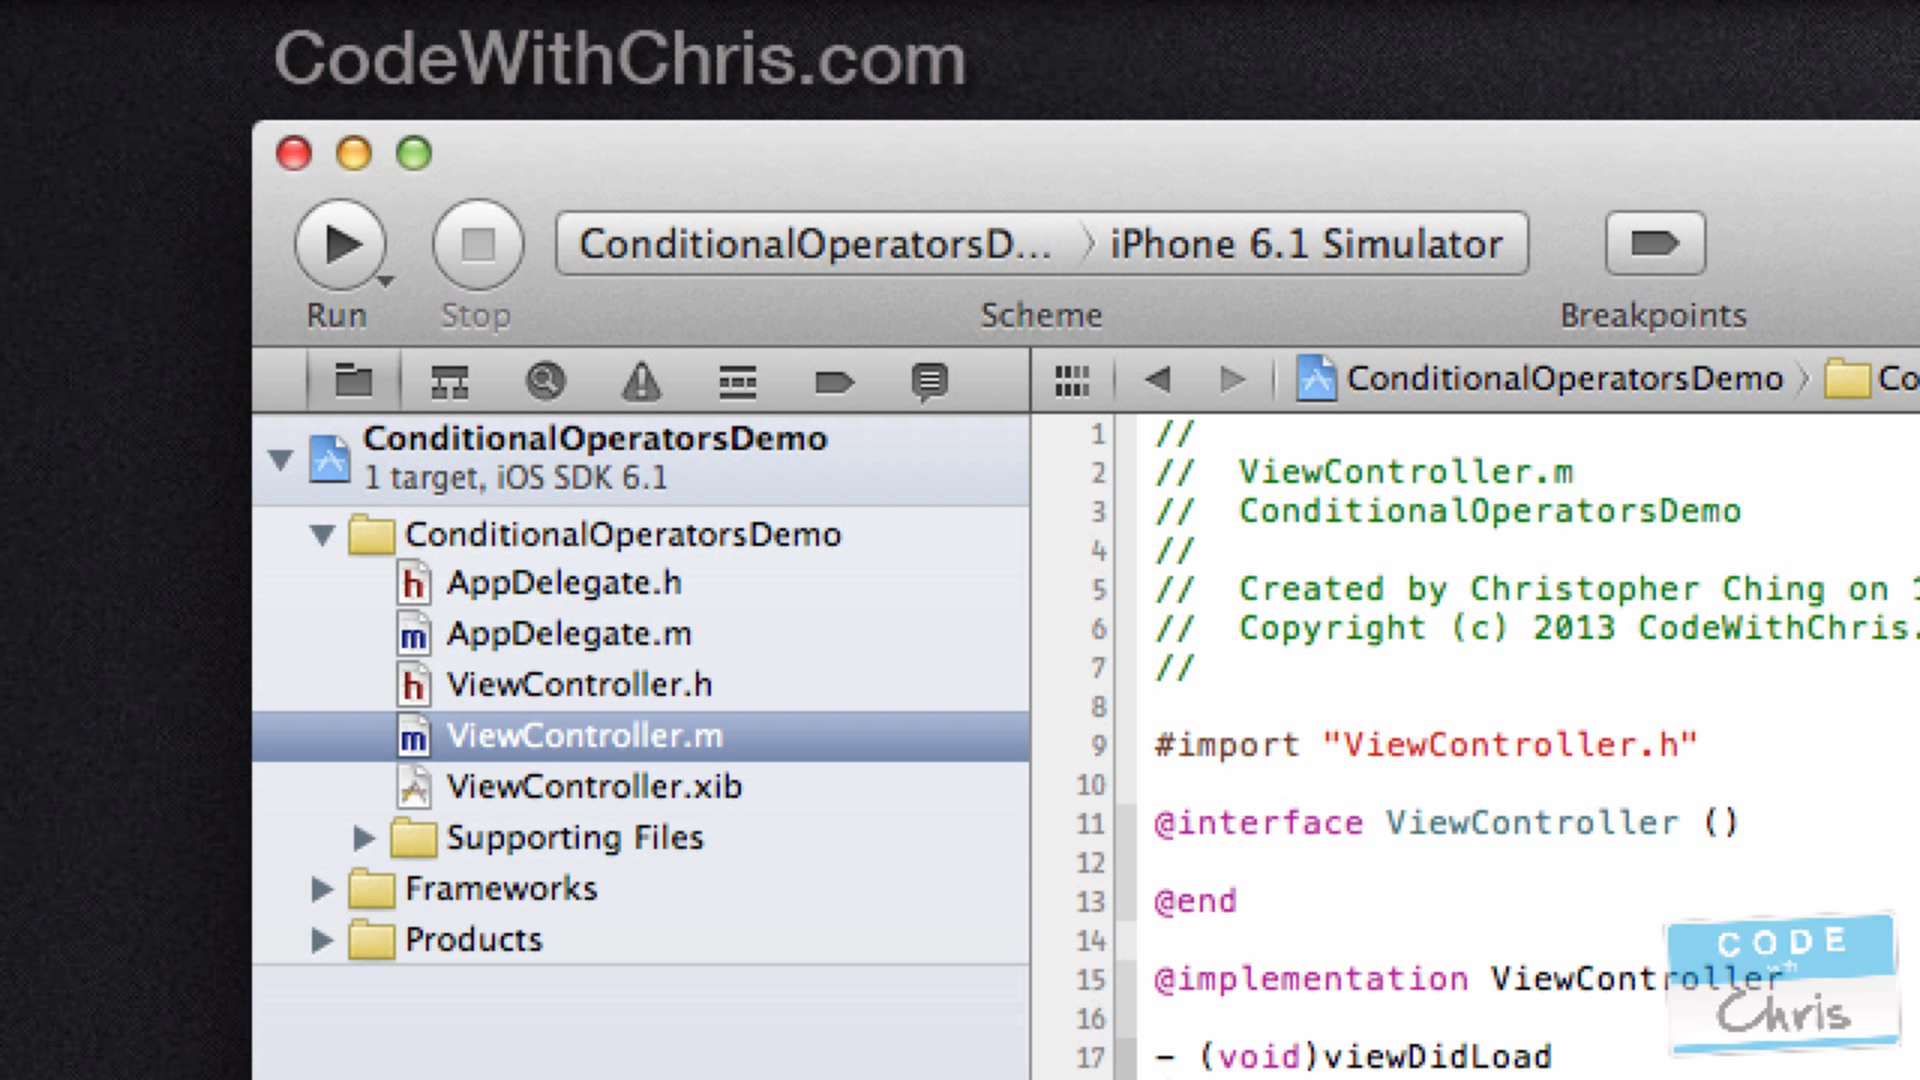 CodeWithChris.com
ConditionalOperatorsD... iPhone 6.1 Simulator
Run Stop Scheme Breakpoints
ConditionalOperatorsDemo Co
ConditionalOperatorsDemo
1 target, iOS SDK 6.1
ConditionalOperatorsDemo
h AppDelegate.h
m AppDelegate.m
h ViewController.h
m ViewController.m
ViewController.xib
Supporting Files
Frameworks
Products
1 //
2 // ViewController.m
3 // ConditionalOperatorsDemo
4 //
5 // Created by Christopher Ching on
6 // Copyright (c) 2013 CodeWithChris.
7 //
8
9 #import "ViewController.h"
10
11 @interface ViewController ()
12
13 @end
14
15 @implementation ViewController
16
17 - (void)viewDidLoad
CODE
with
Chris